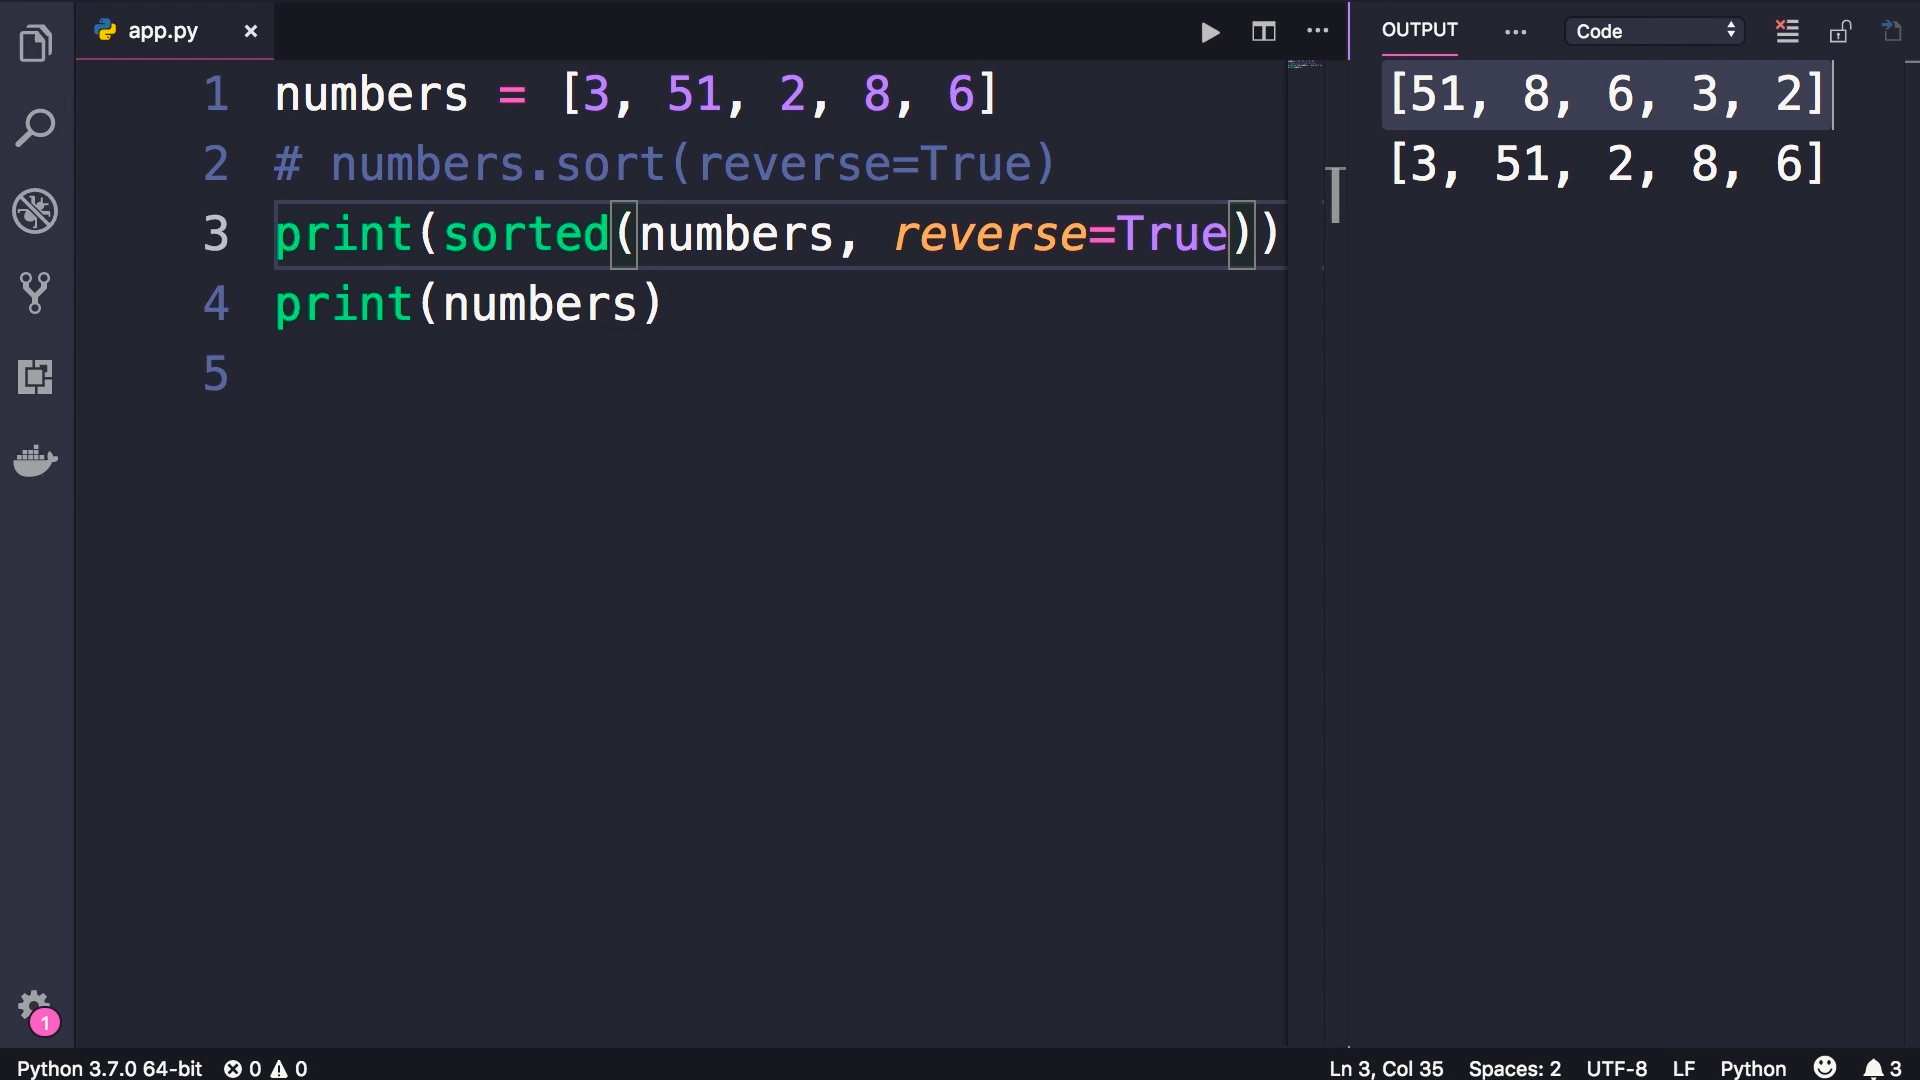 app.py ×
OUTPUT
Code
1 numbers = [3, 51, 2, 8, 6]
2 # numbers.sort(reverse=True)
3 print(sorted(numbers, reverse=True))
4 print(numbers)
5
[51, 8, 6, 3, 2]
[3, 51, 2, 8, 6]
1
Python 3.7.0 64-bit 0 0
Ln 3, Col 35 Spaces: 2 UTF-8 LF Python 3